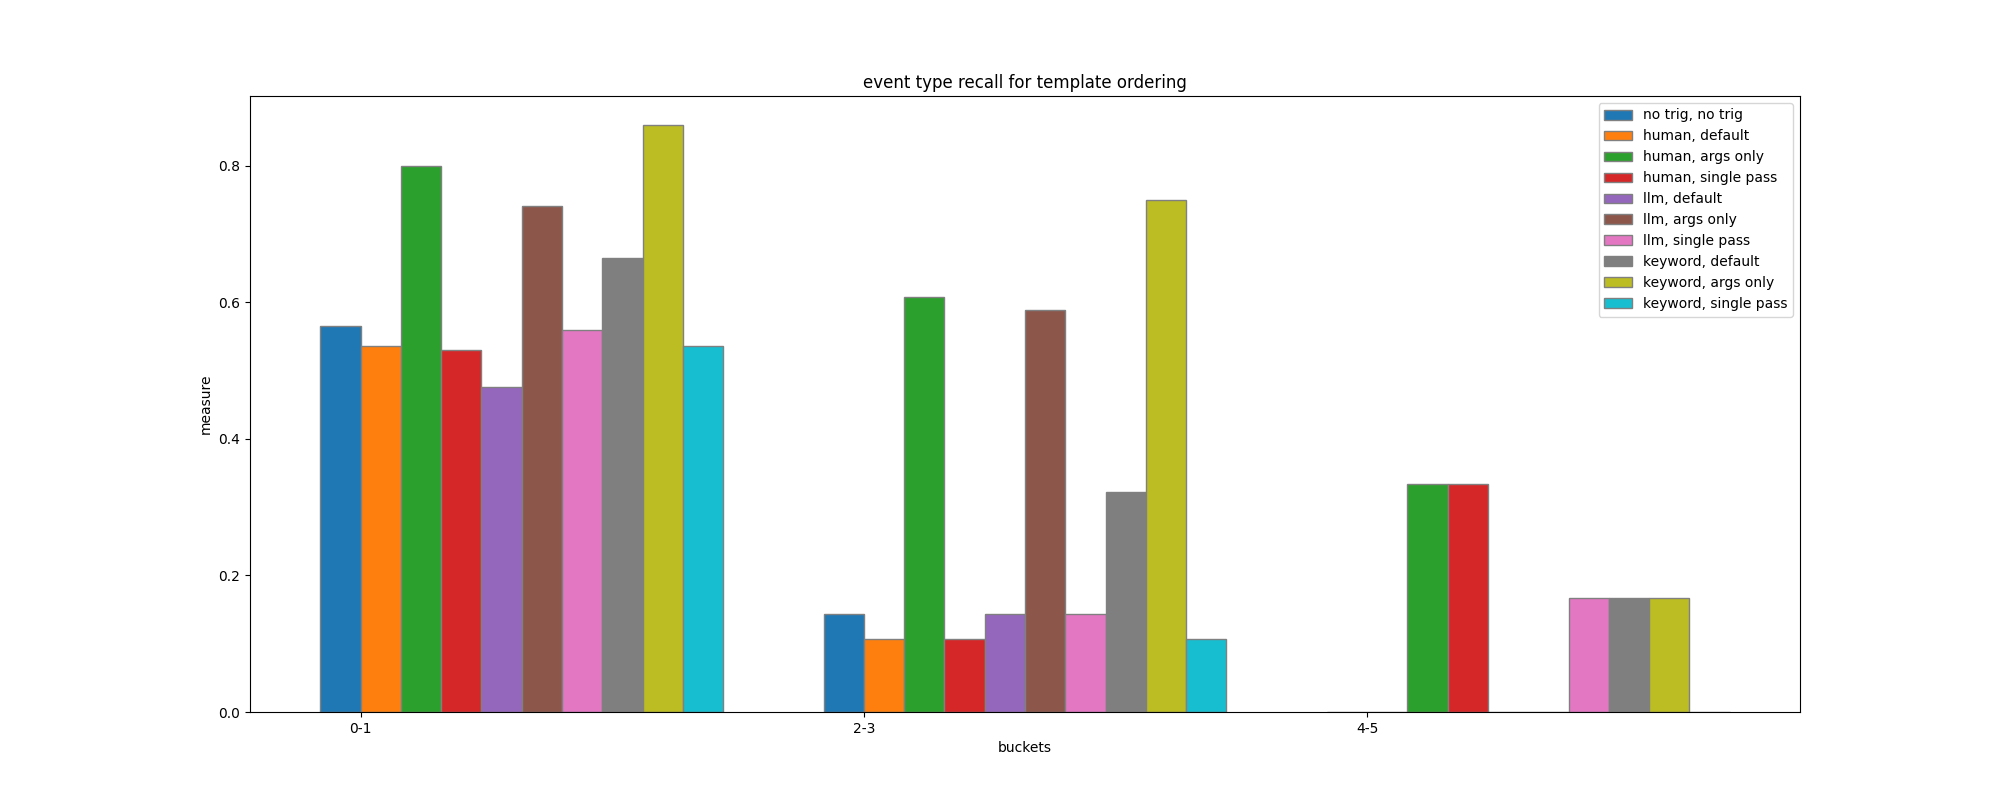 event type recall for template ordering
no trig, no trig
human, default
human, args only
human, single pass
llm, default
llm, args only
llm, single pass
keyword, default
keyword, args only
keyword, single pass
measure
0.8
0.6
0.4
0.2
0.0
0-1
2-3
4-5
buckets